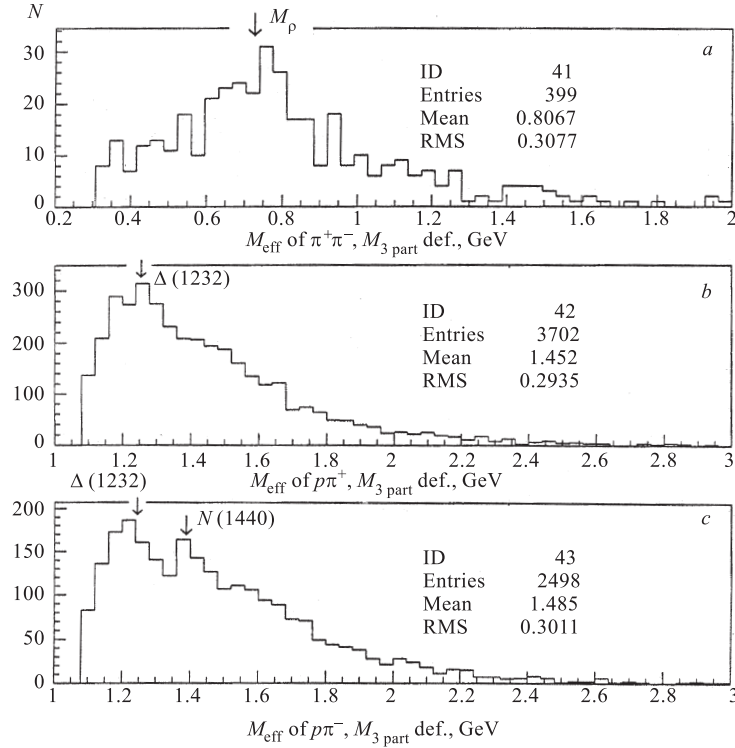 N
M_ρ
a
30
20
10
0
ID 41
Entries 399
Mean 0.8067
RMS 0.3077
0.2 0.4 0.6 0.8 1 1.2 1.4 1.6 1.8 2
M_eff of π⁺π⁻, M_3 part def., GeV
Δ (1232)
b
300
200
100
0
ID 42
Entries 3702
Mean 1.452
RMS 0.2935
1 1.2 1.4 1.6 1.8 2 2.2 2.4 2.6 2.8 3
M_eff of pπ⁺, M_3 part def., GeV
Δ (1232)
N (1440)
c
200
150
100
50
0
ID 43
Entries 2498
Mean 1.485
RMS 0.3011
1 1.2 1.4 1.6 1.8 2 2.2 2.4 2.6 2.8 3
M_eff of pπ⁻, M_3 part def., GeV